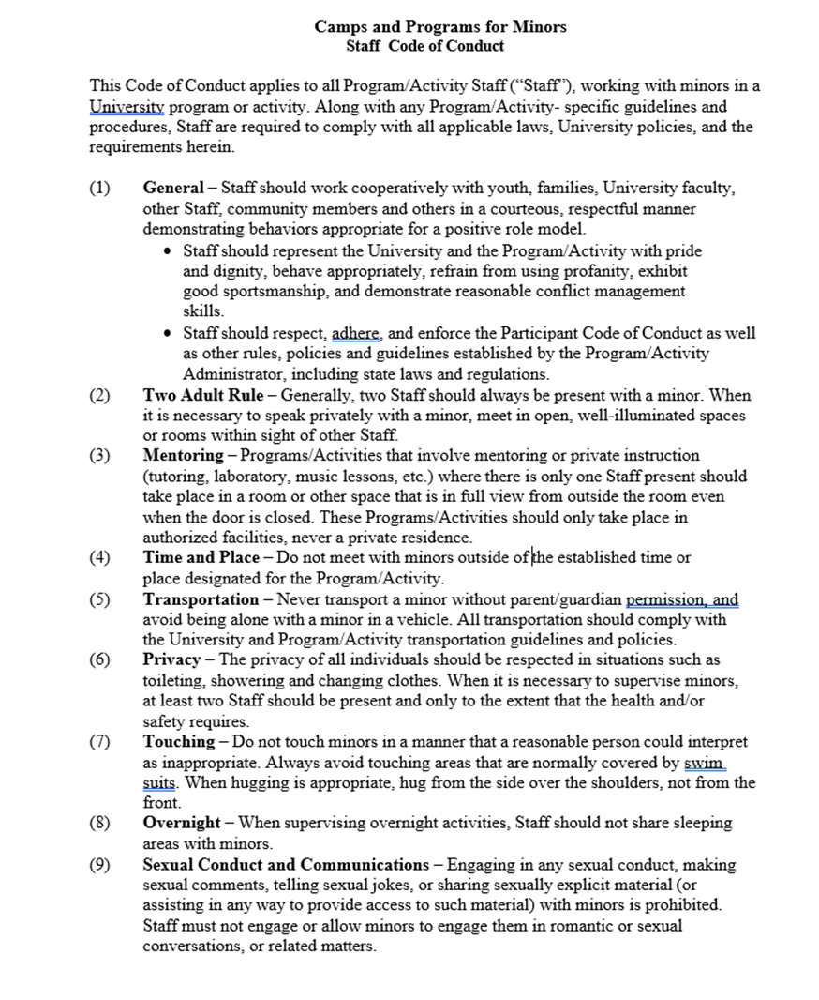 Camps and Programs for Minors
Staff Code of Conduct
This Code of Conduct applies to all Program/Activity Staff (“Staff”), working with minors in a
University program or activity. Along with any Program/Activity- specific guidelines and
procedures, Staff are required to comply with all applicable laws, University policies, and the
requirements herein.
(1) General – Staff should work cooperatively with youth, families, University faculty,
other Staff, community members and others in a courteous, respectful manner
demonstrating behaviors appropriate for a positive role model.
• Staff should represent the University and the Program/Activity with pride
and dignity, behave appropriately, refrain from using profanity, exhibit
good sportsmanship, and demonstrate reasonable conflict management
skills.
• Staff should respect, adhere, and enforce the Participant Code of Conduct as well
as other rules, policies and guidelines established by the Program/Activity
Administrator, including state laws and regulations.
(2) Two Adult Rule – Generally, two Staff should always be present with a minor. When
it is necessary to speak privately with a minor, meet in open, well-illuminated spaces
or rooms within sight of other Staff.
(3) Mentoring – Programs/Activities that involve mentoring or private instruction
(tutoring, laboratory, music lessons, etc.) where there is only one Staff present should
take place in a room or other space that is in full view from outside the room even
when the door is closed. These Programs/Activities should only take place in
authorized facilities, never a private residence.
(4) Time and Place – Do not meet with minors outside of the established time or
place designated for the Program/Activity.
(5) Transportation – Never transport a minor without parent/guardian permission, and
avoid being alone with a minor in a vehicle. All transportation should comply with
the University and Program/Activity transportation guidelines and policies.
(6) Privacy – The privacy of all individuals should be respected in situations such as
toileting, showering and changing clothes. When it is necessary to supervise minors,
at least two Staff should be present and only to the extent that the health and/or
safety requires.
(7) Touching – Do not touch minors in a manner that a reasonable person could interpret
as inappropriate. Always avoid touching areas that are normally covered by swim
suits. When hugging is appropriate, hug from the side over the shoulders, not from the
front.
(8) Overnight – When supervising overnight activities, Staff should not share sleeping
areas with minors.
(9) Sexual Conduct and Communications – Engaging in any sexual conduct, making
sexual comments, telling sexual jokes, or sharing sexually explicit material (or
assisting in any way to provide access to such material) with minors is prohibited.
Staff must not engage or allow minors to engage them in romantic or sexual
conversations, or related matters.